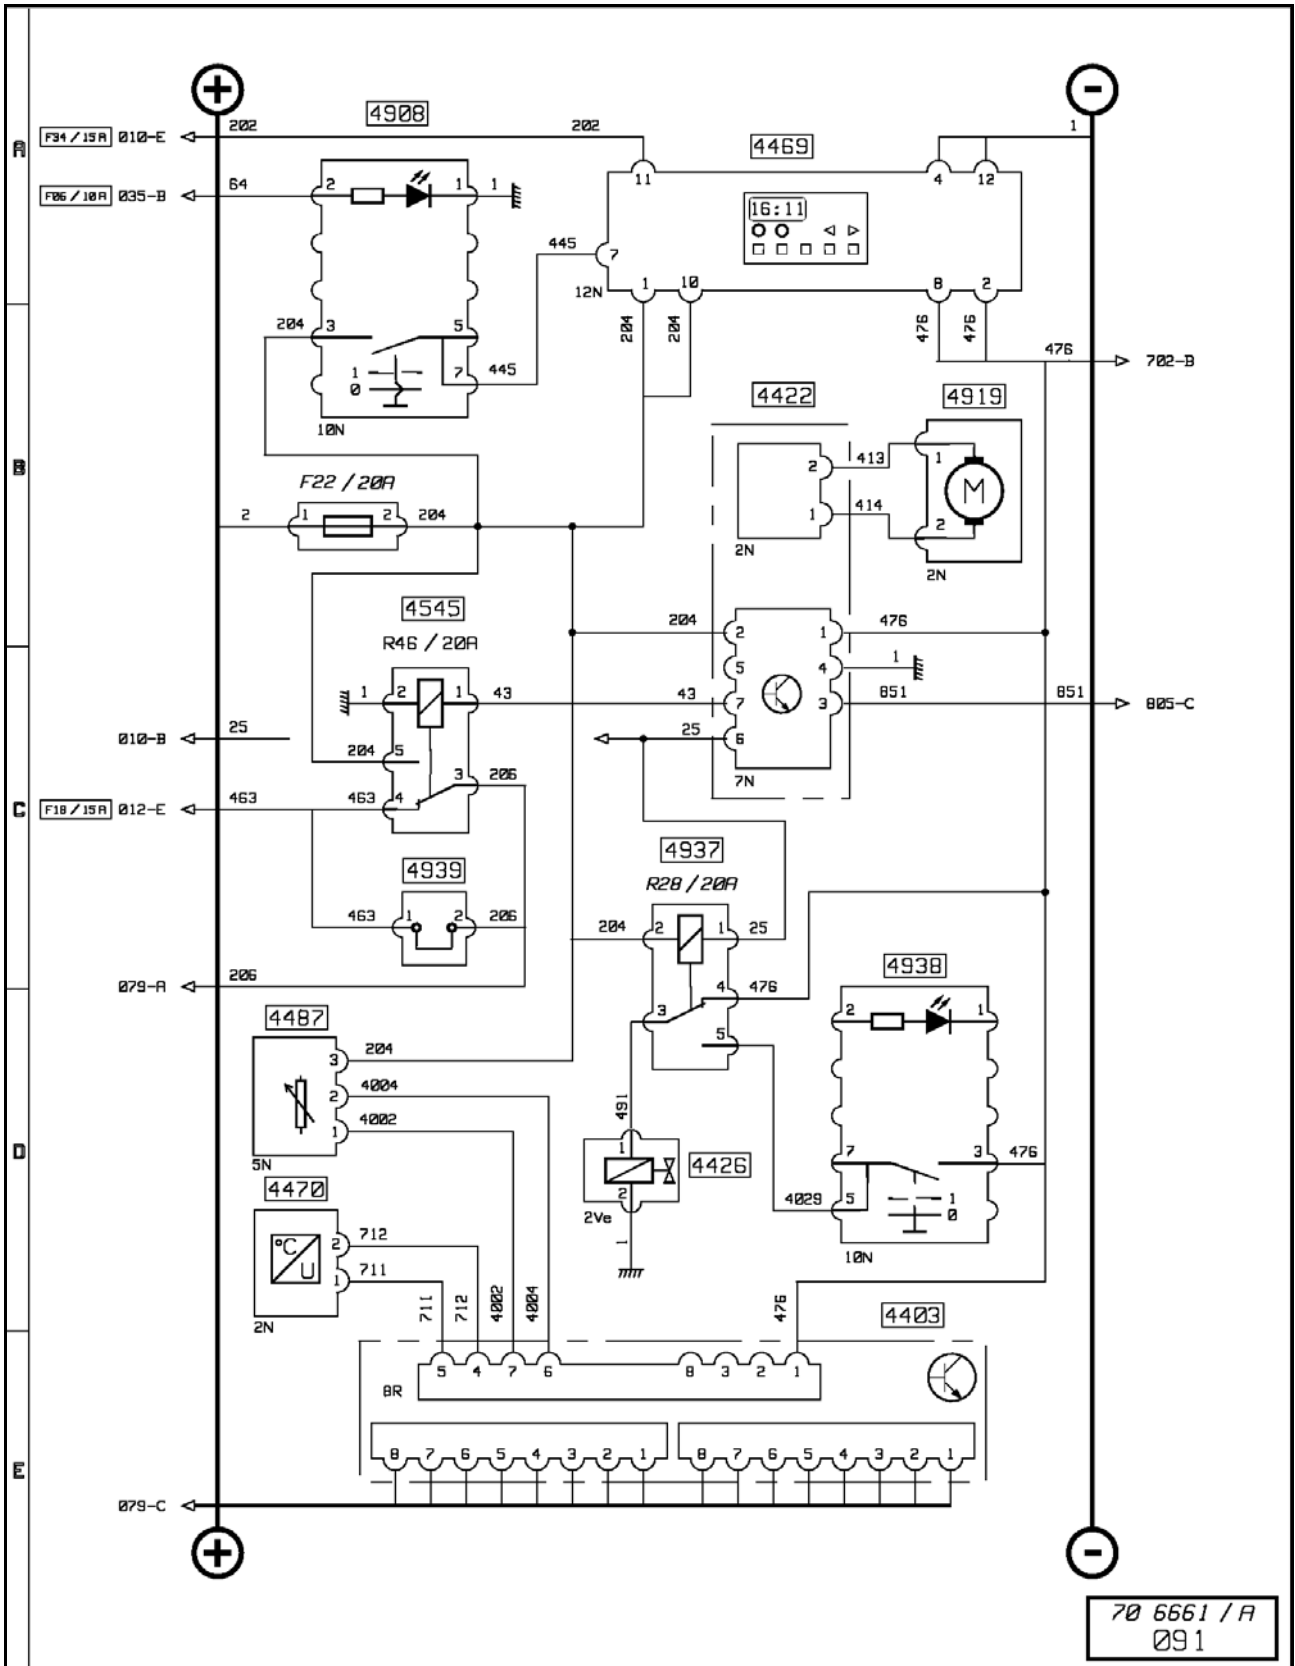 + -
4908
A F34 / 15A 010-E 202 202 1
4469
11 4 12
F06 / 10A 035-B 64 2 1 1
16:11
445 7
12N 1 10 8 2
204 3 5 204 204 476 476
476 702-B
1 7 445
0
4422 4919
10N
B
F22 / 20A
2 413 1
M
2 1 2 204 1 414 2
2N 2N
4545
R46 / 20A
204 2 1 476
5 4 1
1 2 1 43 43 7 3 851 851 805-C
010-B 25 25 6
204 5
3 206 7N
C F18 / 15A 012-E 463 463 4
4937
4939 R28 / 20A
463 1 2 206 204 2 1 25
4938
079-A 206 4 476
4487 3 2 1
3 204 5
2 4004
1 4002 491
D 1 7 3 476
5N 4426
4470 2 4029 5 1
0
2Ve
2 712 1 10N
°C
U
1 711
711 712 4002 4004 476 4403
2N
5 4 7 6 8 3 2 1
8R
8 7 6 5 4 3 2 1 8 7 6 5 4 3 2 1
E
079-C
+ -
70 6661 / A
091